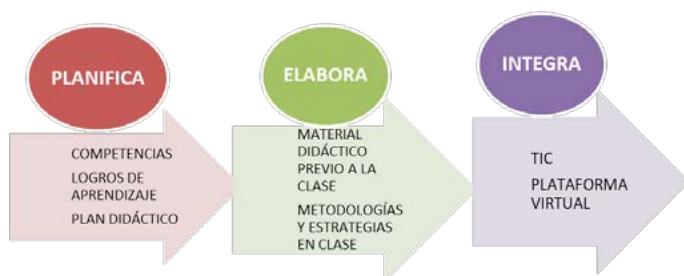 PLANIFICA
COMPETENCIAS
LOGROS DE
APRENDIZAJE
PLAN DIDÁCTICO
ELABORA
MATERIAL
DIDÁCTICO
PREVIO A LA
CLASE
METODOLOGÍAS
Y ESTRATEGIAS
EN CLASE
INTEGRA
TIC
PLATAFORMA
VIRTUAL